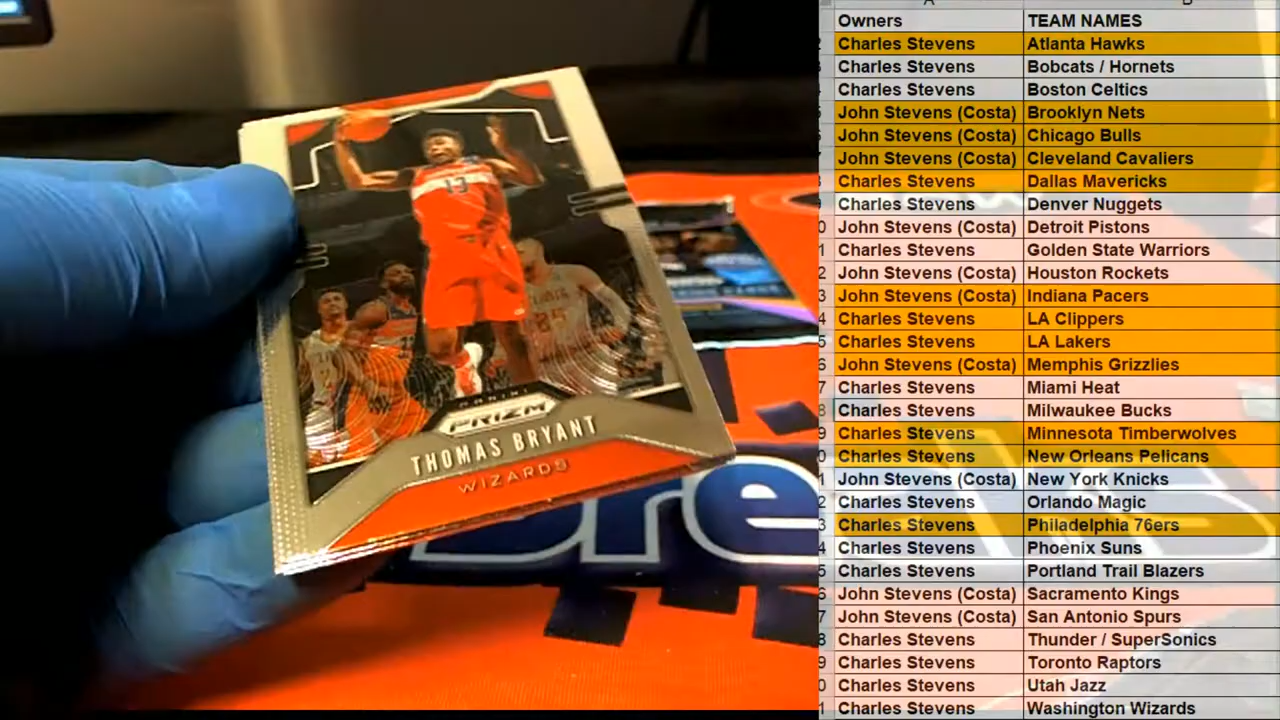 13
PANINI
PRIZM
THOMAS BRYANT
WIZARDS
Bre
Owners TEAM NAMES
Charles Stevens Atlanta Hawks
Charles Stevens Bobcats / Hornets
Charles Stevens Boston Celtics
John Stevens (Costa) Brooklyn Nets
John Stevens (Costa) Chicago Bulls
John Stevens (Costa) Cleveland Cavaliers
Charles Stevens Dallas Mavericks
Charles Stevens Denver Nuggets
John Stevens (Costa) Detroit Pistons
Charles Stevens Golden State Warriors
John Stevens (Costa) Houston Rockets
John Stevens (Costa) Indiana Pacers
Charles Stevens LA Clippers
Charles Stevens LA Lakers
John Stevens (Costa) Memphis Grizzlies
Charles Stevens Miami Heat
Charles Stevens Milwaukee Bucks
Charles Stevens Minnesota Timberwolves
Charles Stevens New Orleans Pelicans
John Stevens (Costa) New York Knicks
Charles Stevens Orlando Magic
Charles Stevens Philadelphia 76ers
Charles Stevens Phoenix Suns
Charles Stevens Portland Trail Blazers
John Stevens (Costa) Sacramento Kings
John Stevens (Costa) San Antonio Spurs
Charles Stevens Thunder / SuperSonics
Charles Stevens Toronto Raptors
Charles Stevens Utah Jazz
Charles Stevens Washington Wizards